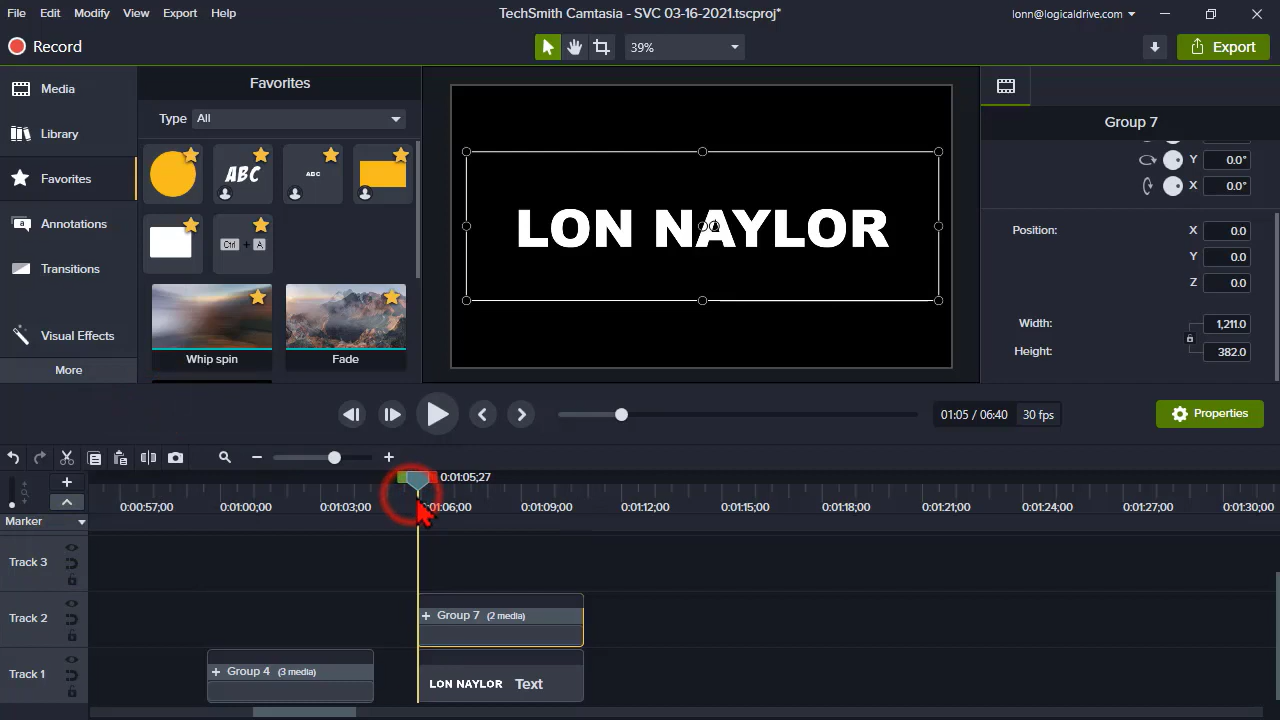 File Edit Modify View Export Help
TechSmith Camtasia - SVC 03-16-2021.tscproj*
lonn@logicaldrive.com
Record
39%
Export
Media
Library
Favorites
Annotations
Transitions
Visual Effects
More
Favorites
Type All
ABC
ABC
Ctrl + A
Whip spin
Fade
LON NAYLOR
Group 7
Y 0.0°
X 0.0°
Position: X 0.0
Y 0.0
Z 0.0
Width: 1,211.0
Height: 382.0
01:05 / 06:40 30 fps
Properties
0:01:05;27
0:00:57;00 0:01:00;00 0:01:03;00 0:01:06;00 0:01:09;00 0:01:12;00 0:01:15;00 0:01:18;00 0:01:21;00 0:01:24;00 0:01:27;00 0:01:30;00
Marker
Track 3
Track 2
+ Group 7 (2 media)
Track 1
+ Group 4 (3 media)
LON NAYLOR Text